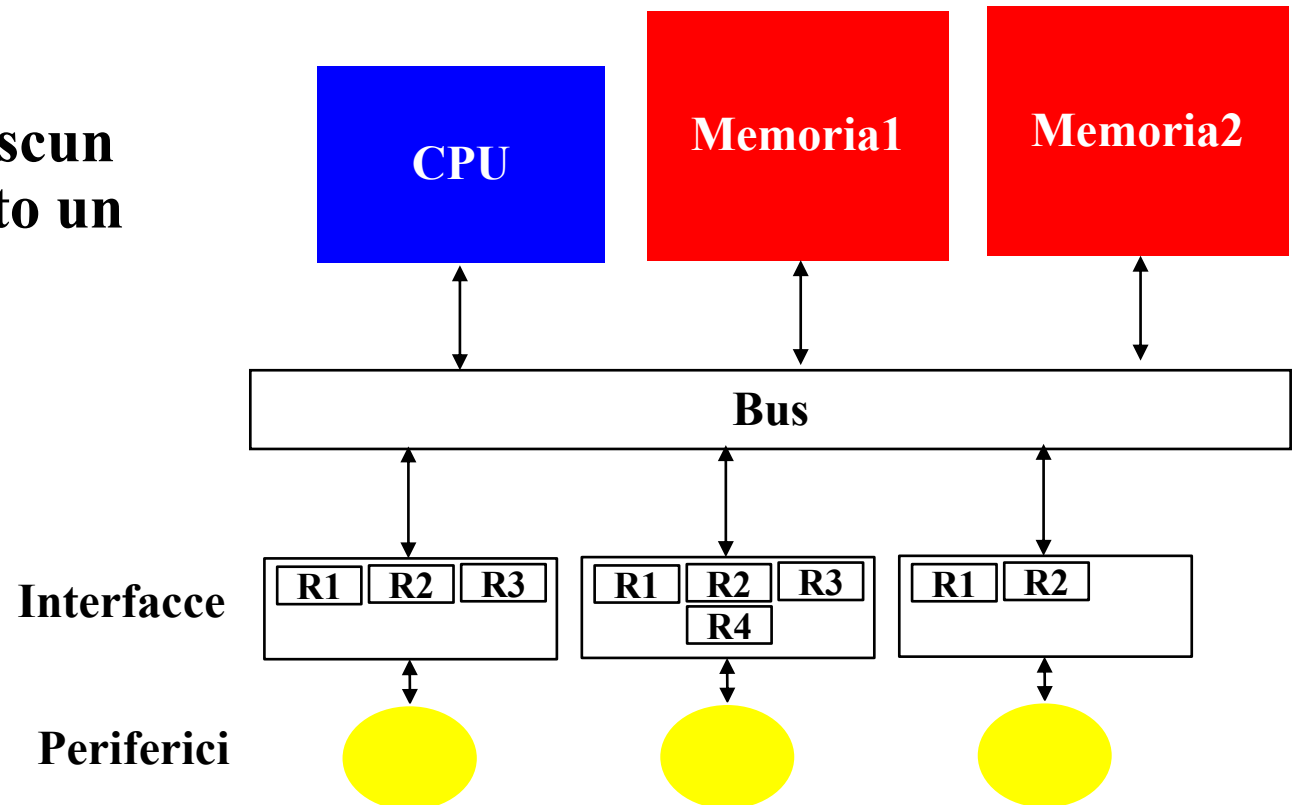 scun
to un
CPU
Memoria1
Memoria2
Bus
Interfacce
R1 R2 R3
R1 R2 R3
R4
R1 R2
Periferici